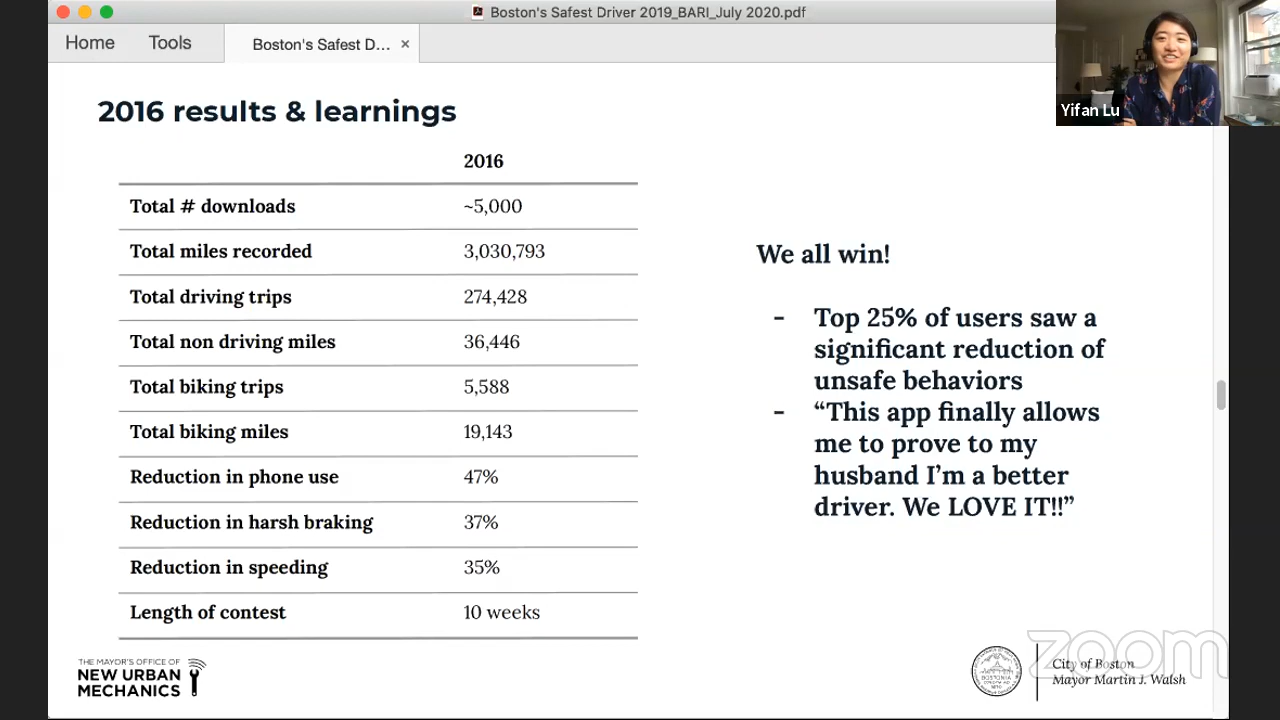 Boston's Safest Driver 2019_BARI_July 2020.pdf
Home Tools Boston's Safest D... ×
Yifan Lu
2016 results & learnings
2016
Total # downloads ~5,000
Total miles recorded 3,030,793
Total driving trips 274,428
Total non driving miles 36,446
Total biking trips 5,588
Total biking miles 19,143
Reduction in phone use 47%
Reduction in harsh braking 37%
Reduction in speeding 35%
Length of contest 10 weeks
We all win!
- Top 25% of users saw a
significant reduction of
unsafe behaviors
- “This app finally allows
me to prove to my
husband I’m a better
driver. We LOVE IT!!”
THE MAYOR'S OFFICE OF
NEW URBAN
MECHANICS
City of Boston
Mayor Martin J. Walsh
zoom